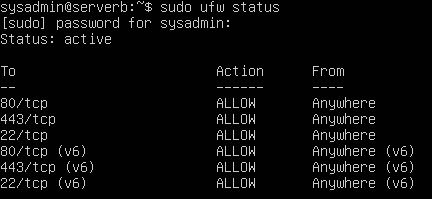 sysadmin@serverb:~$ sudo ufw status
[sudo] password for sysadmin:
Status: active

To                         Action      From
--                         ------      ----
80/tcp                     ALLOW       Anywhere
443/tcp                    ALLOW       Anywhere
22/tcp                     ALLOW       Anywhere
80/tcp (v6)                ALLOW       Anywhere (v6)
443/tcp (v6)               ALLOW       Anywhere (v6)
22/tcp (v6)                ALLOW       Anywhere (v6)